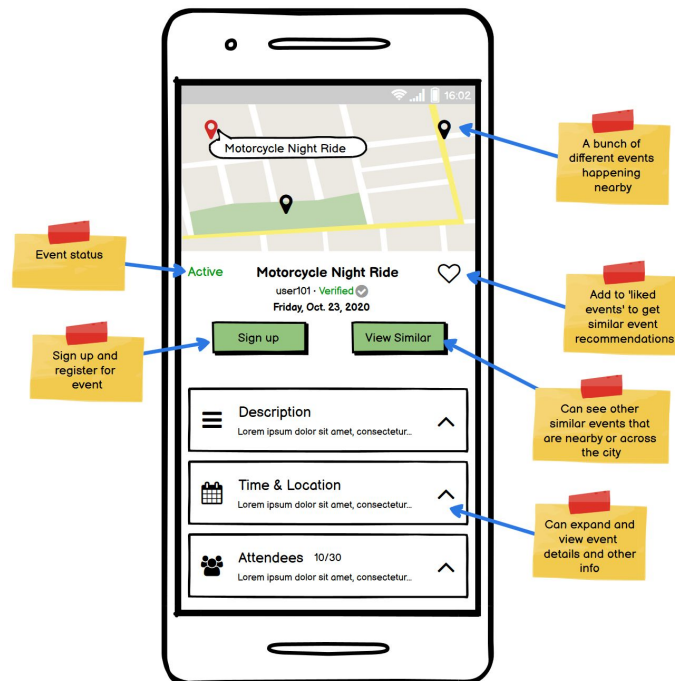 16:02
Motorcycle Night Ride
A bunch of
different events
happening
nearby
Event status
Active
Motorcycle Night Ride
user101 · Verified
Friday, Oct. 23, 2020
Add to 'liked
events' to get
similar event
recommendations
Sign up and
register for
event
Sign up
View Similar
Can see other
similar events that
are nearby or across
the city
Description
Lorem ipsum dolor sit amet, consectetur...
Time & Location
Lorem ipsum dolor sit amet, consectetur...
Can expand and
view event
details and other
info
Attendees 10/30
Lorem ipsum dolor sit amet, consectetur...